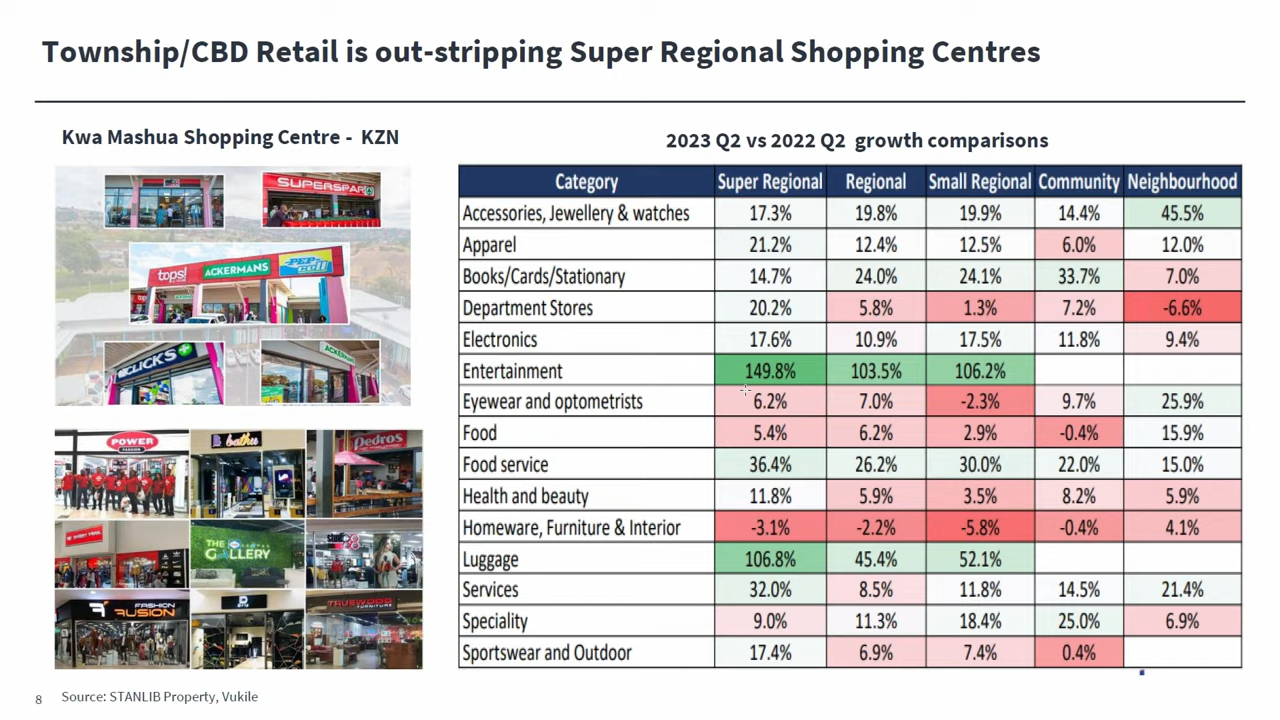 Township/CBD Retail is out-stripping Super Regional Shopping Centres
Kwa Mashua Shopping Centre - KZN
SUPERSPAR
tops!
ACKERMANS
PEP
cell
CLICKS
ACKERMANS
POWER
FASHION
bathu
Pedros
THE
GALLERY
FASHION
FUSION
2023 Q2 vs 2022 Q2 growth comparisons
Category Super Regional Regional Small Regional Community Neighbourhood
Accessories, Jewellery & watches 17.3% 19.8% 19.9% 14.4% 45.5%
Apparel 21.2% 12.4% 12.5% 6.0% 12.0%
Books/Cards/Stationary 14.7% 24.0% 24.1% 33.7% 7.0%
Department Stores 20.2% 5.8% 1.3% 7.2% -6.6%
Electronics 17.6% 10.9% 17.5% 11.8% 9.4%
Entertainment 149.8% 103.5% 106.2%
Eyewear and optometrists 6.2% 7.0% -2.3% 9.7% 25.9%
Food 5.4% 6.2% 2.9% -0.4% 15.9%
Food service 36.4% 26.2% 30.0% 22.0% 15.0%
Health and beauty 11.8% 5.9% 3.5% 8.2% 5.9%
Homeware, Furniture & Interior -3.1% -2.2% -5.8% -0.4% 4.1%
Luggage 106.8% 45.4% 52.1%
Services 32.0% 8.5% 11.8% 14.5% 21.4%
Speciality 9.0% 11.3% 18.4% 25.0% 6.9%
Sportswear and Outdoor 17.4% 6.9% 7.4% 0.4%
8 Source: STANLIB Property, Vukile